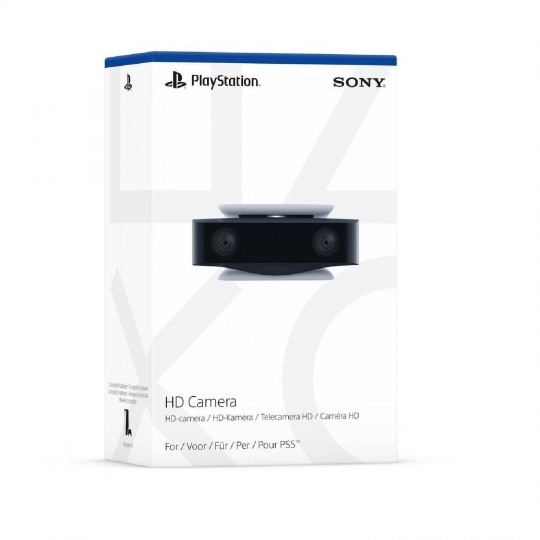 PlayStation.
SONY.
HD Camera
HD-camera / HD-Kamera / Telecamera HD / Caméra HD
For / Voor / Für / Per / Pour PS5™